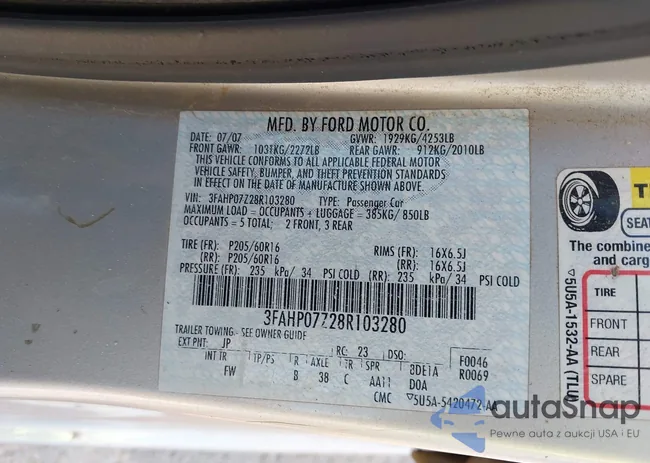 MFD. BY FORD MOTOR CO.
DATE: 07/07 GVWR: 1929KG/4253LB
FRONT GAWR: 1031KG/2272LB REAR GAWR: 912KG/2010LB
THIS VEHICLE CONFORMS TO ALL APPLICABLE FEDERAL MOTOR
VEHICLE SAFETY, BUMPER, AND THEFT PREVENTION STANDARDS
IN EFFECT ON THE DATE OF MANUFACTURE SHOWN ABOVE.
VIN: 3FAHP07Z28R103280 TYPE: Passenger Car
MAXIMUM LOAD = OCCUPANTS + LUGGAGE = 385KG/850LB
OCCUPANTS = 5 TOTAL: 2 FRONT, 3 REAR
TIRE (FR): P205/60R16 RIMS (FR): 16X6.5J
(RR): P205/60R16 (RR): 16X6.5J
PRESSURE (FR): 235 kPa/ 34 PSI COLD (RR): 235 kPa/ 34 PSI COLD
3FAHP07Z28R103280
TRAILER TOWING - SEE OWNER GUIDE
EXT PNT: JP RC: 23 DSO: F0046
INT TR TP/PS R AXLE TR SPR 8DE1A R0069
FW B 38 C AA11 DOA
CMC ▽5U5A-5420472-AA
SEAT
The combine
and carg
TIRE
FRONT
REAR
SPARE
▽5U5A-1532-AA (TLU)
autoSnap
Pewne auta z aukcji USA i EU